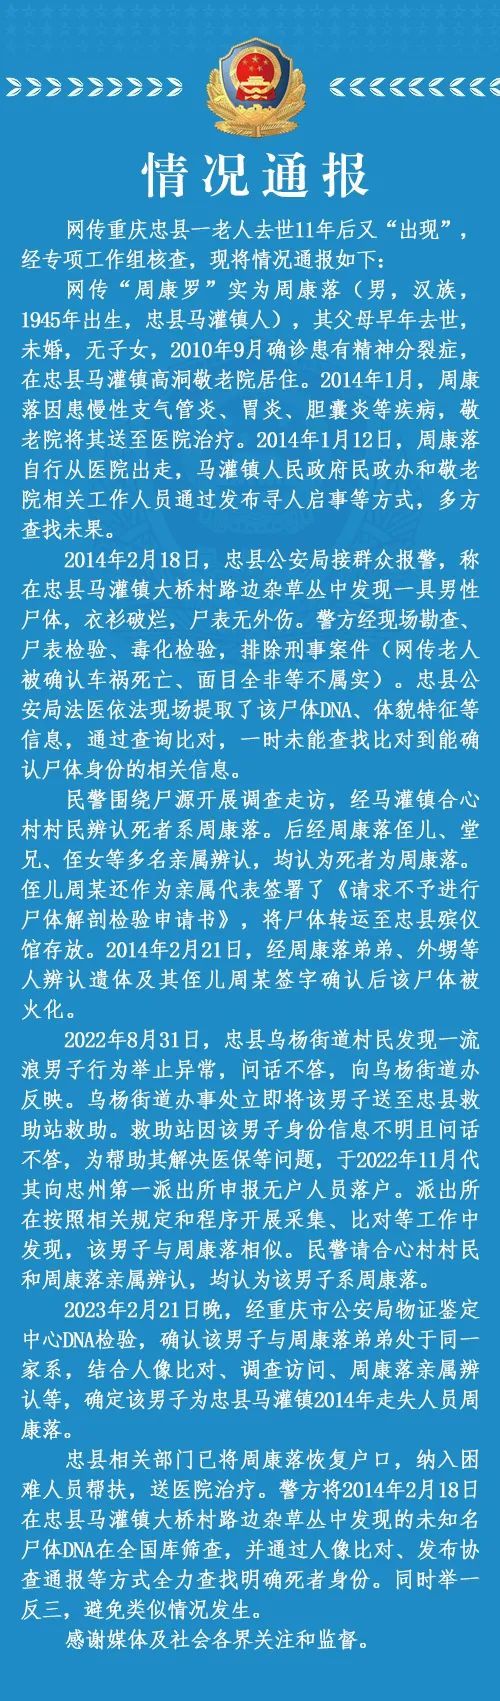 情况通报
网传重庆忠县一老人去世11年后又“出现”，
经专项工作组核查，现将情况通报如下：
网传“周康罗”实为周康落（男，汉族，
1945年出生，忠县马灌镇人），其父母早年去世，
未婚，无子女，2010年9月确诊患有精神分裂症，
在忠县马灌镇高洞敬老院居住。2014年1月，周康
落因患慢性支气管炎、胃炎、胆囊炎等疾病，敬
老院将其送至医院治疗。2014年1月12日，周康落
自行从医院出走，马灌镇人民政府民政办和敬老
院相关工作人员通过发布寻人启事等方式，多方
查找未果。
2014年2月18日，忠县公安局接群众报警，称
在忠县马灌镇大桥村路边杂草丛中发现一具男性
尸体，衣衫破烂，尸表无外伤。警方经现场勘查、
尸表检验、毒化检验，排除刑事案件（网传老人
被确认车祸死亡、面目全非等不属实）。忠县公
安局法医依法现场提取了该尸体DNA、体貌特征等
信息，通过查询比对，一时未能查找比对到能确
认尸体身份的相关信息。
民警围绕尸源开展调查走访，经马灌镇合心
村村民辨认死者系周康落。后经周康落侄儿、堂
兄、侄女等多名亲属辨认，均认为死者为周康落。
侄儿周某还作为亲属代表签署了《请求不予进行
尸体解剖检验申请书》，将尸体转运至忠县殡仪
馆存放。2014年2月21日，经周康落弟弟、外甥等
人辨认遗体及其侄儿周某签字确认后该尸体被
火化。
2022年8月31日，忠县乌杨街道村民发现一流
浪男子行为举止异常，问话不答，向乌杨街道办
反映。乌杨街道办事处立即将该男子送至忠县救
助站救助。救助站因该男子身份信息不明且问话
不答，为帮助其解决医保等问题，于2022年11月代
其向忠州第一派出所申报无户人员落户。派出所
在按照相关规定和程序开展采集、比对等工作中
发现，该男子与周康落相似。民警请合心村村民
和周康落亲属辨认，均认为该男子系周康落。
2023年2月21日晚，经重庆市公安局物证鉴定
中心DNA检验，确认该男子与周康落弟弟处于同一
家系，结合人像比对、调查访问、周康落亲属辨
认等，确定该男子为忠县马灌镇2014年走失人员周
康落。
忠县相关部门已将周康落恢复户口，纳入困
难人员帮扶，送医院治疗。警方将2014年2月18日
在忠县马灌镇大桥村路边杂草丛中发现的未知名
尸体DNA在全国库筛查，并通过人像比对、发布协
查通报等方式全力查找明确死者身份。同时举一
反三，避免类似情况发生。
感谢媒体及社会各界关注和监督。